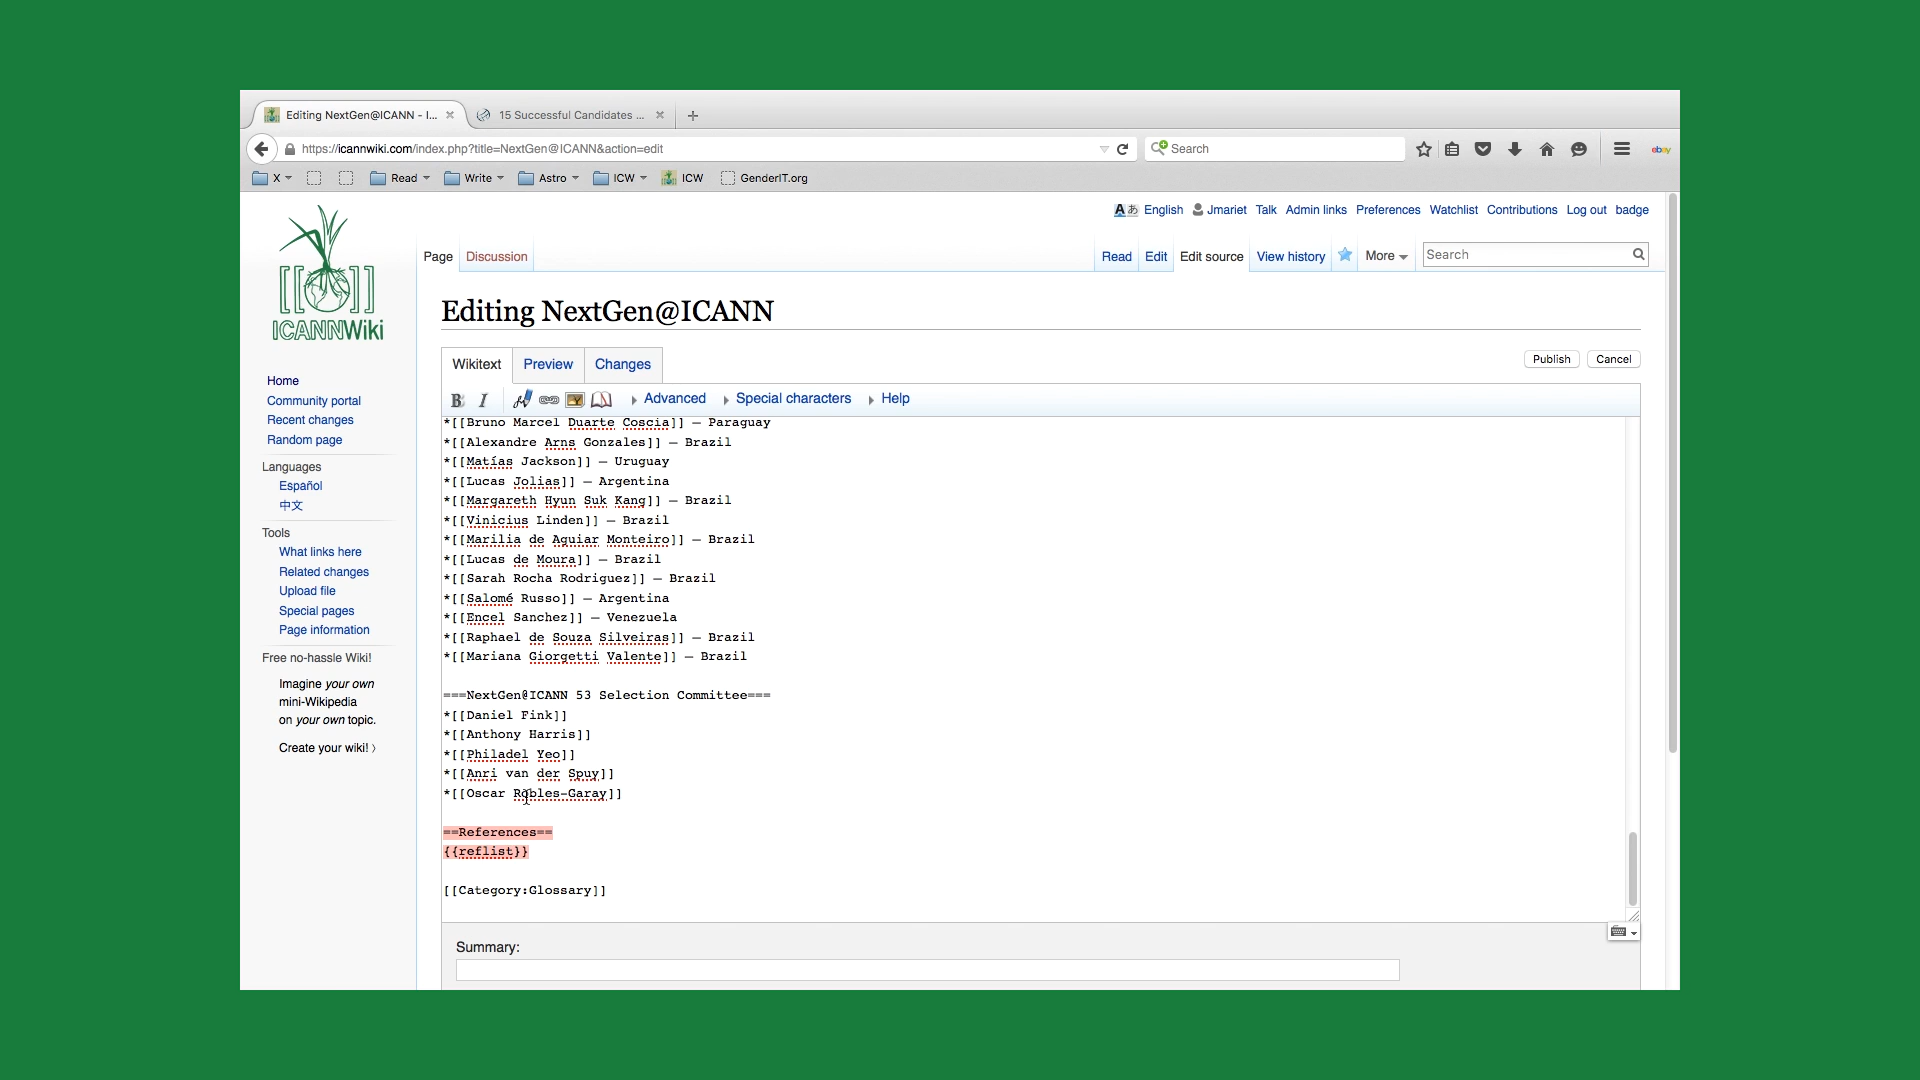 Editing NextGen@ICANN - I...
15 Successful Candidates ...
https://icannwiki.com/index.php?title=NextGen@ICANN&action=edit
Search
ebay
X
Read
Write
Astro
ICW
ICW
GenderIT.org
English
Jmariet
Talk
Admin links
Preferences
Watchlist
Contributions
Log out
badge
[[ ]]
ICANNWiki
Page
Discussion
Read
Edit
Edit source
View history
More
Search
Editing NextGen@ICANN
Home
Community portal
Recent changes
Random page
Languages
Español
中文
Tools
What links here
Related changes
Upload file
Special pages
Page information
Free no-hassle Wiki!
Imagine your own
mini-Wikipedia
on your own topic.
Create your wiki! ⟩
Wikitext
Preview
Changes
Publish
Cancel
B
I
Advanced
Special characters
Help
*[[Bruno Marcel Duarte Coscia]] – Paraguay
*[[Alexandre Arns Gonzales]] – Brazil
*[[Matías Jackson]] – Uruguay
*[[Lucas Jolias]] – Argentina
*[[Margareth Hyun Suk Kang]] – Brazil
*[[Vinicius Linden]] – Brazil
*[[Marilia de Aguiar Monteiro]] – Brazil
*[[Lucas de Moura]] – Brazil
*[[Sarah Rocha Rodriguez]] – Brazil
*[[Salomé Russo]] – Argentina
*[[Encel Sanchez]] – Venezuela
*[[Raphael de Souza Silveiras]] – Brazil
*[[Mariana Giorgetti Valente]] – Brazil
===NextGen@ICANN 53 Selection Committee===
*[[Daniel Fink]]
*[[Anthony Harris]]
*[[Philadel Yeo]]
*[[Anri van der Spuy]]
*[[Oscar Robles-Garay]]
==References==
{{reflist}}
[[Category:Glossary]]
Summary: